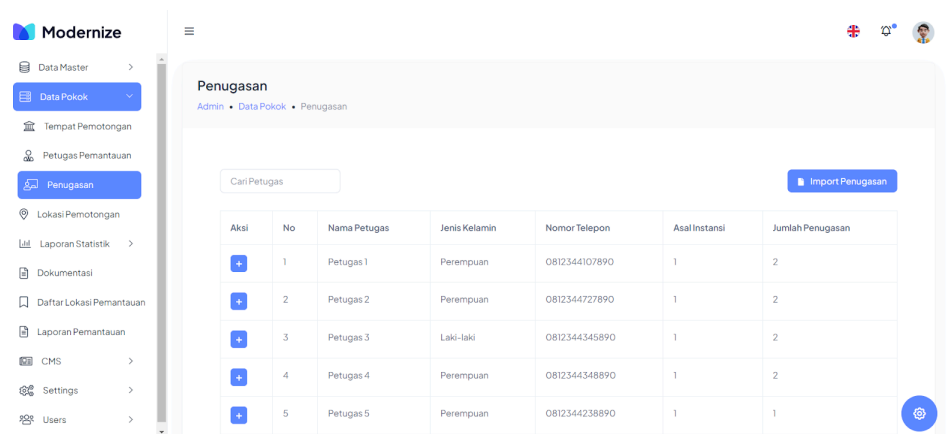 Modernize
Data Master
Data Pokok
Tempat Pemotongan
Petugas Pemantauan
Penugasan
Lokasi Pemotongan
Laporan Statistik
Dokumentasi
Daftar Lokasi Pemantauan
Laporan Pemantauan
CMS
Settings
Users
Penugasan
Admin • Data Pokok • Penugasan
Cari Petugas
Import Penugasan
Aksi No Nama Petugas Jenis Kelamin Nomor Telepon Asal Instansi Jumlah Penugasan
+ 1 Petugas 1 Perempuan 0812344107890 1 2
+ 2 Petugas 2 Perempuan 0812344727890 1 2
+ 3 Petugas 3 Laki-laki 0812344345890 1 2
+ 4 Petugas 4 Perempuan 0812344348890 1 2
+ 5 Petugas 5 Perempuan 0812344238890 1 1